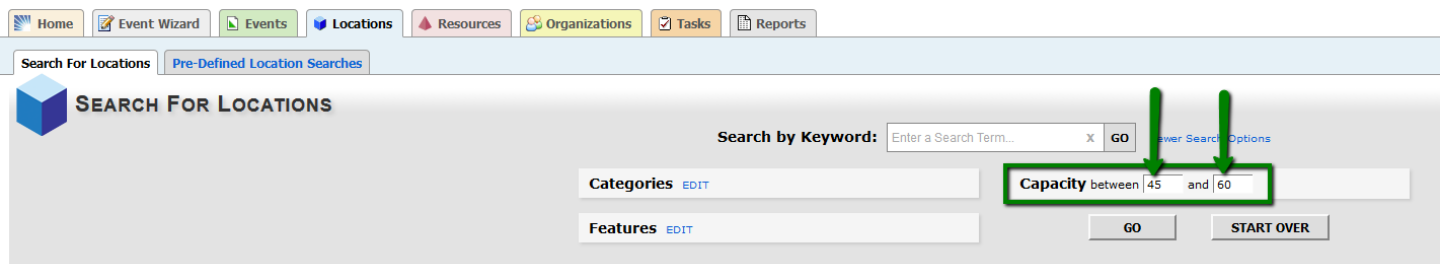 Home Event Wizard Events Locations Resources Organizations Tasks Reports
Search For Locations Pre-Defined Location Searches
SEARCH FOR LOCATIONS
Search by Keyword: Enter a Search Term... x GO Search Options
Categories EDIT Capacity between 45 and 60
Features EDIT GO START OVER